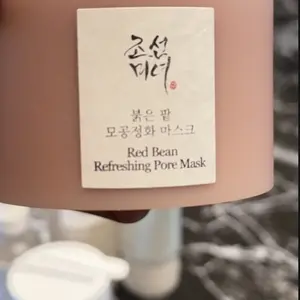 조선
미녀
붉은 팥
모공정화 마스크
Red Bean
Refreshing Pore Mask